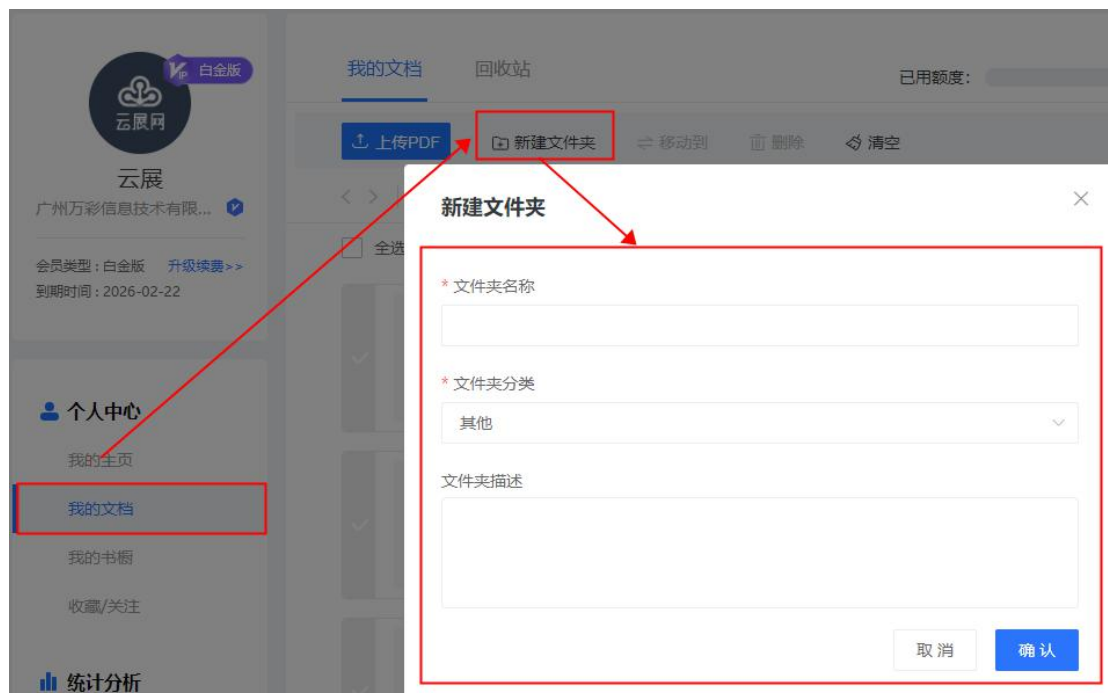 白金版
云展网
云展
广州万彩信息技术有限...
会员类型：白金版 升级续费>>
到期时间：2026-02-22
个人中心
我的主页
我的文档
我的书橱
收藏/关注
统计分析
我的文档 回收站
已用额度：
上传PDF 新建文件夹 移动到 删除 清空
全选
新建文件夹
* 文件夹名称
* 文件夹分类
其他
文件夹描述
取消 确认